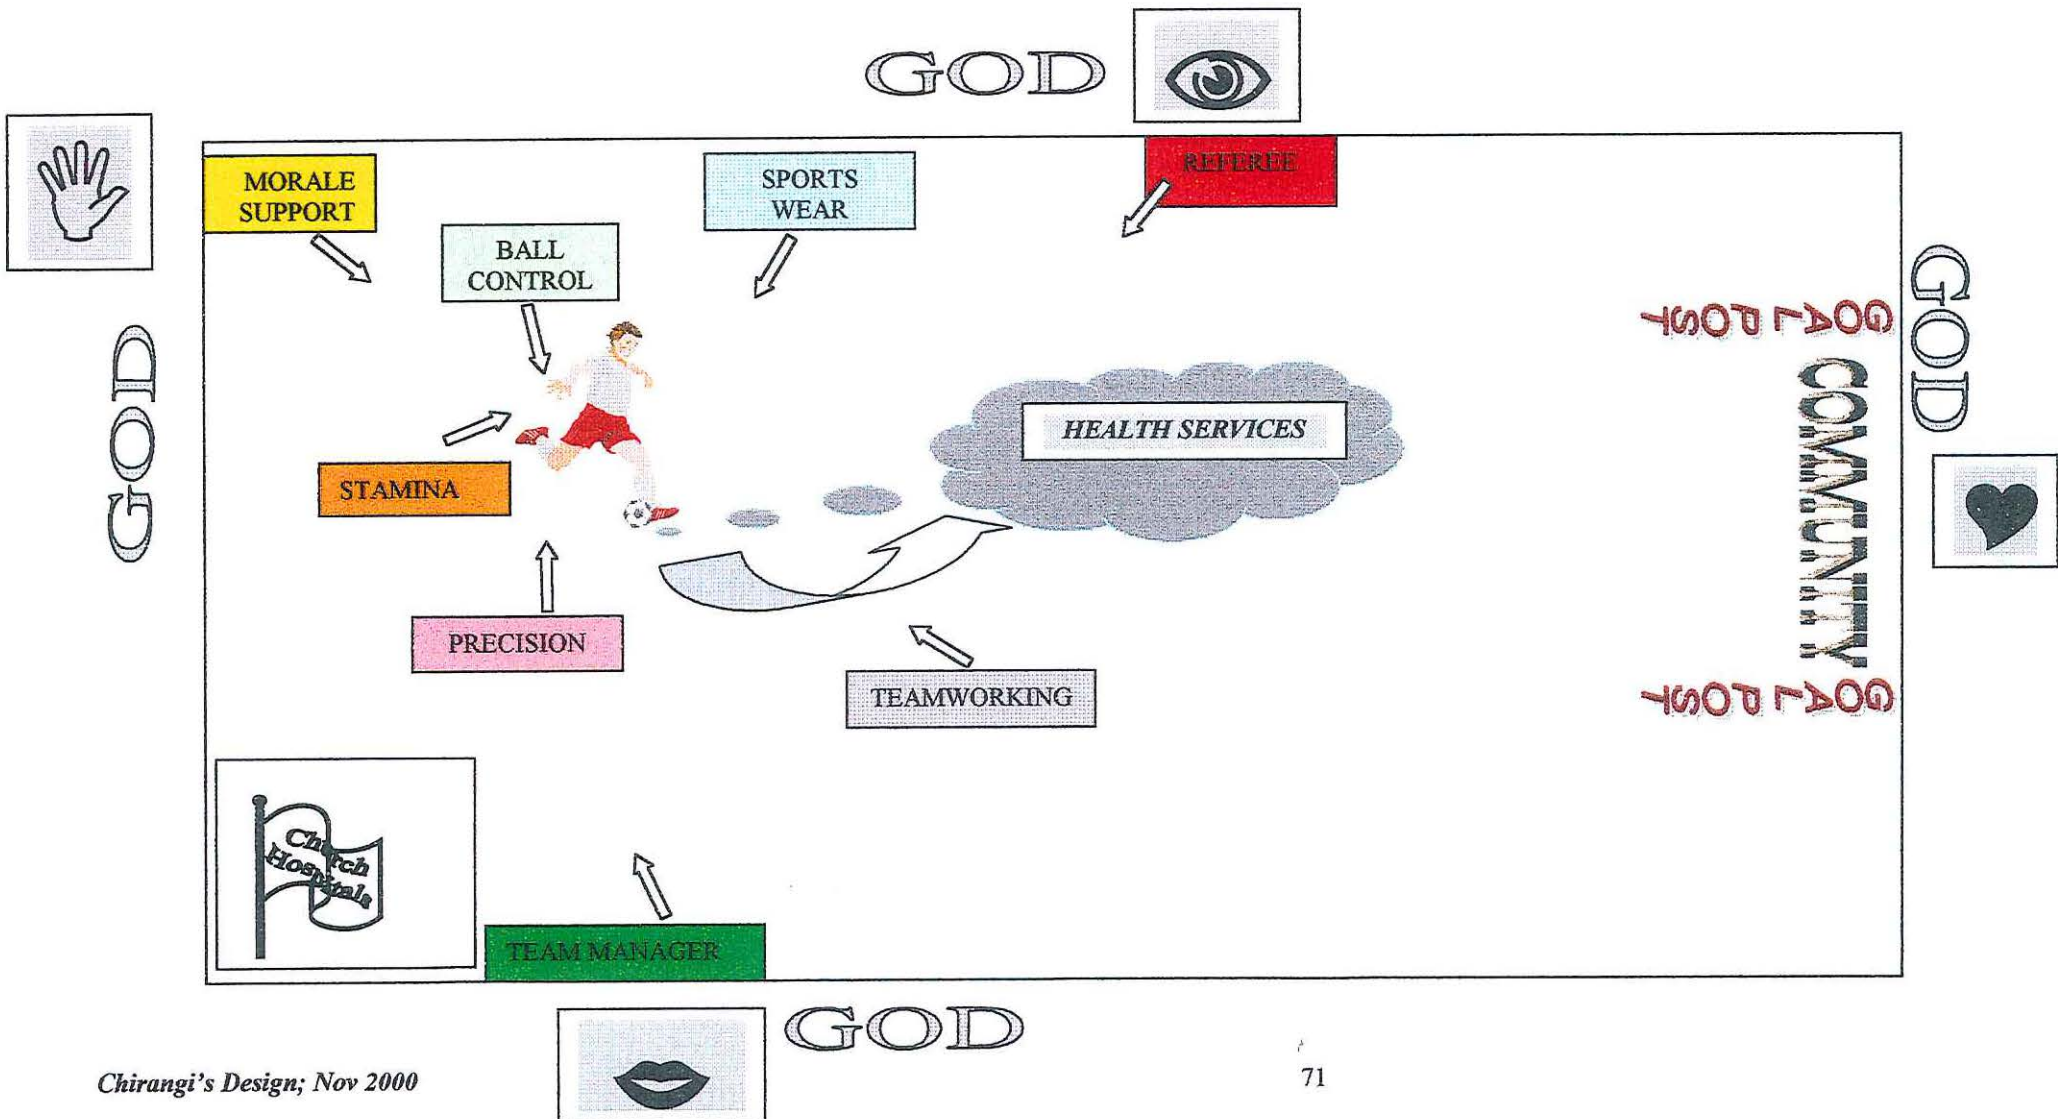 GOD
MORALE
SUPPORT
SPORTS
WEAR
REFEREE
BALL
CONTROL
GOD
GOD
GOAL POST
HEALTH SERVICES
COMMUNITY
STAMINA
PRECISION
TEAMWORKING
GOAL POST
Church
Hospitals
TEAM MANAGER
GOD
Chirangi's Design; Nov 2000
71